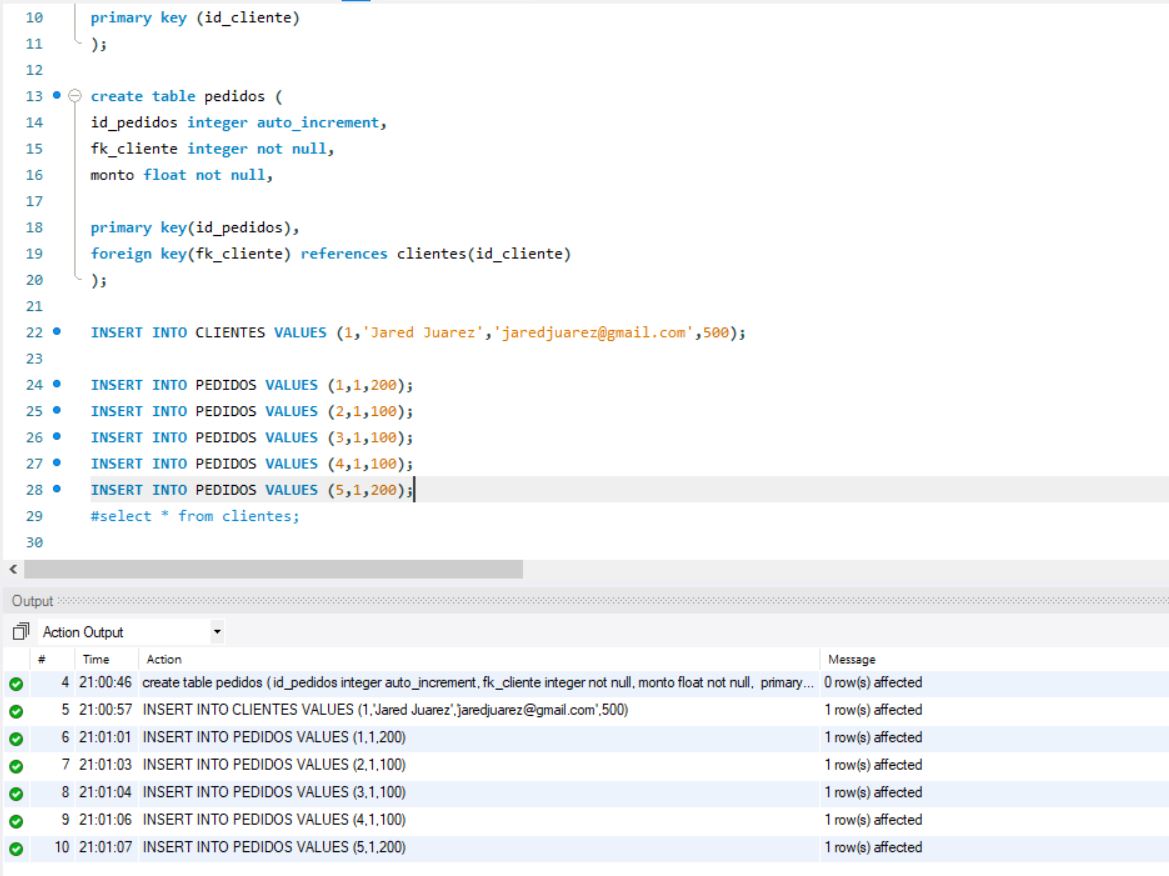 10 primary key (id_cliente)
11 );
12
13 create table pedidos (
14 id_pedidos integer auto_increment,
15 fk_cliente integer not null,
16 monto float not null,
17
18 primary key(id_pedidos),
19 foreign key(fk_cliente) references clientes(id_cliente)
20 );
21
22 INSERT INTO CLIENTES VALUES (1,'Jared Juarez','jaredjuarez@gmail.com',500);
23
24 INSERT INTO PEDIDOS VALUES (1,1,200);
25 INSERT INTO PEDIDOS VALUES (2,1,100);
26 INSERT INTO PEDIDOS VALUES (3,1,100);
27 INSERT INTO PEDIDOS VALUES (4,1,100);
28 INSERT INTO PEDIDOS VALUES (5,1,200);
29 #select * from clientes;
30
Output
Action Output
# Time Action Message
4 21:00:46 create table pedidos ( id_pedidos integer auto_increment, fk_cliente integer not null, monto float not null, primary... 0 row(s) affected
5 21:00:57 INSERT INTO CLIENTES VALUES (1,'Jared Juarez','jaredjuarez@gmail.com',500) 1 row(s) affected
6 21:01:01 INSERT INTO PEDIDOS VALUES (1,1,200) 1 row(s) affected
7 21:01:03 INSERT INTO PEDIDOS VALUES (2,1,100) 1 row(s) affected
8 21:01:04 INSERT INTO PEDIDOS VALUES (3,1,100) 1 row(s) affected
9 21:01:06 INSERT INTO PEDIDOS VALUES (4,1,100) 1 row(s) affected
10 21:01:07 INSERT INTO PEDIDOS VALUES (5,1,200) 1 row(s) affected